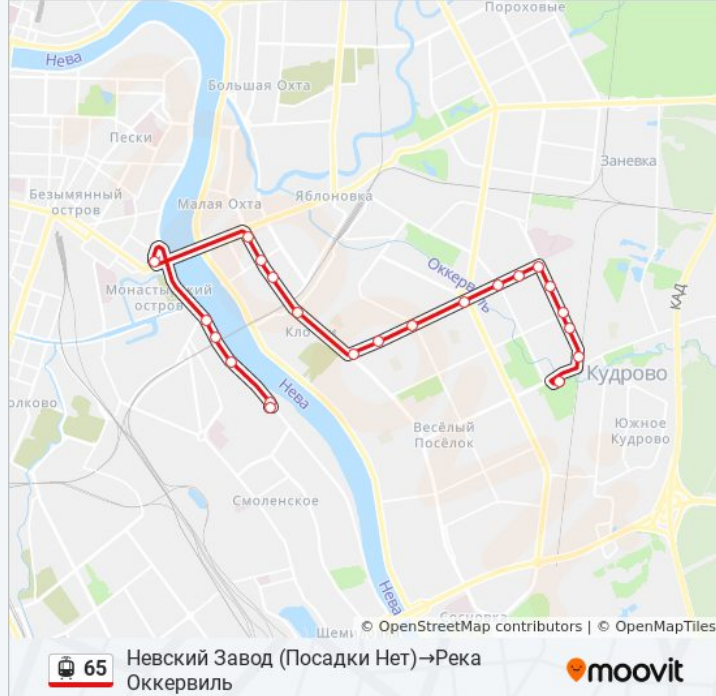 Пороховые
Нева
Большая Охта
Пески
Заневка
Безымянный
остров
Яблоновка
Малая Охта
Оккервиль
Монастырский
остров
КАД
Кло
Кудрово
Нева
олково
Весёлый
Посёлок
Южное
Кудрово
Смоленское
Нева
© OpenStreetMap contributors | © OpenMapTiles
65
Невский Завод (Посадки Нет)→Река
Оккервиль
moovit